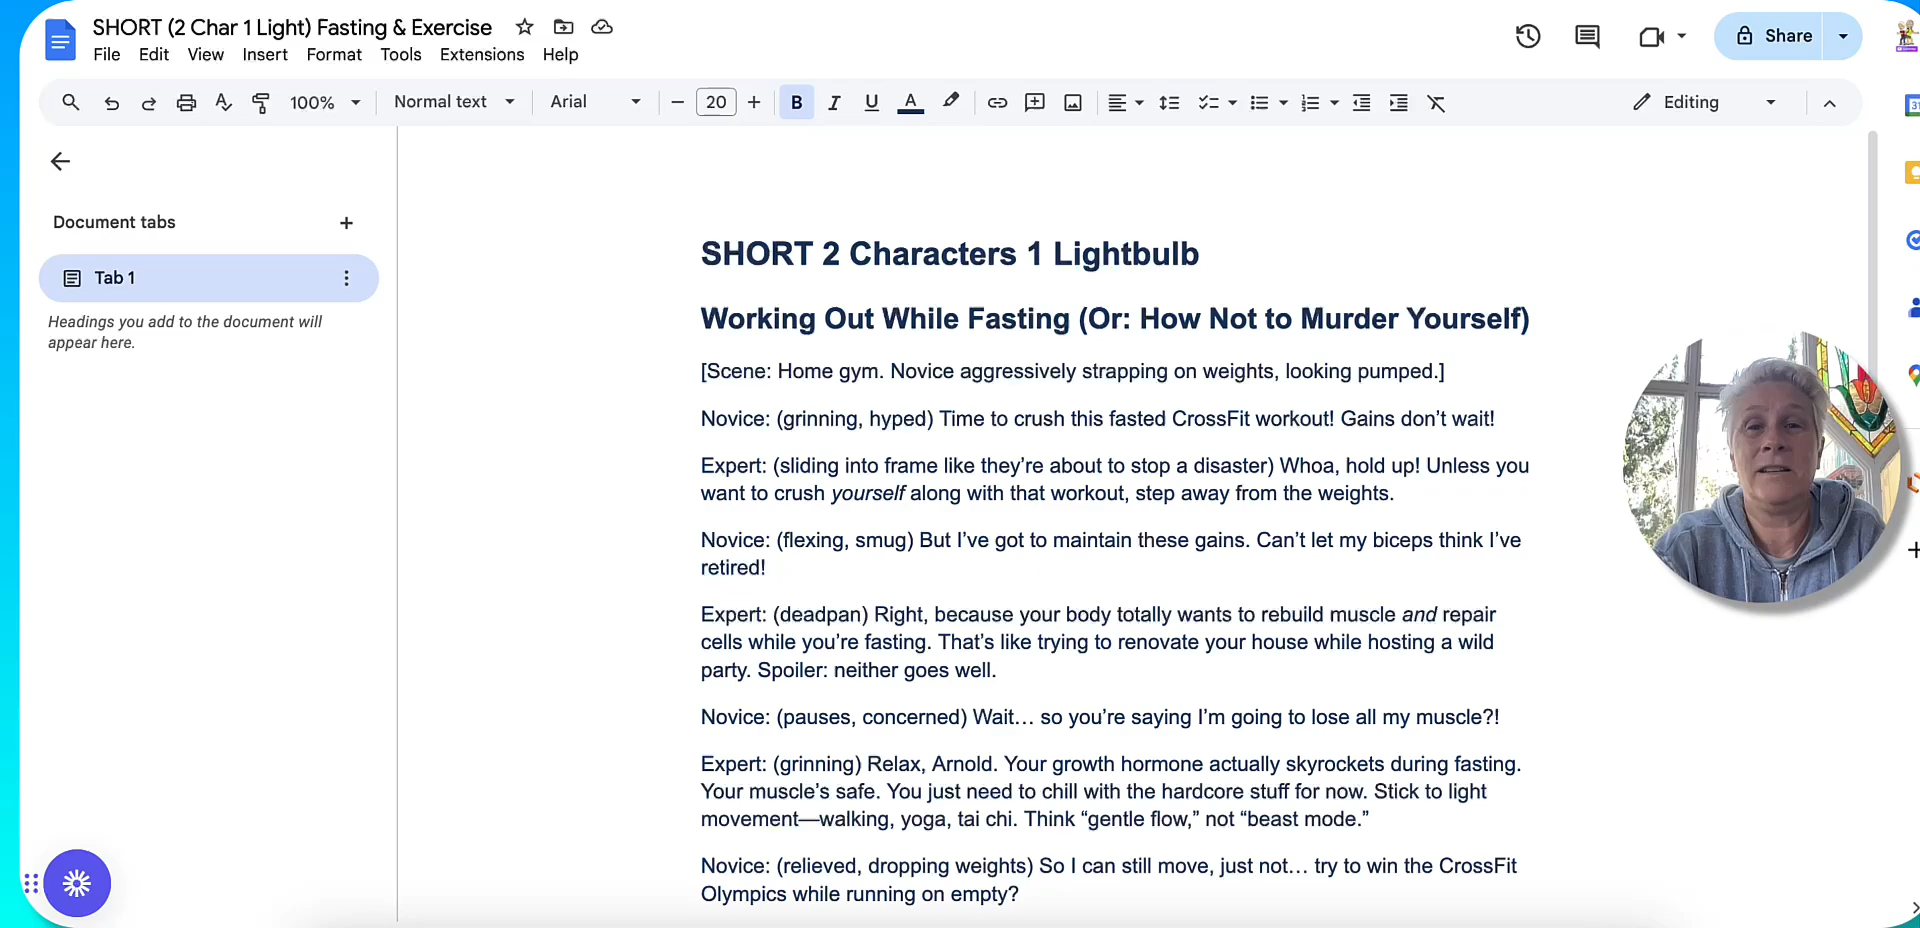 SHORT (2 Char 1 Light) Fasting & Exercise
File Edit View Insert Format Tools Extensions Help
Share
100% Normal text Arial 20 B I U A Editing
Document tabs
Tab 1
Headings you add to the document will
appear here.
SHORT 2 Characters 1 Lightbulb
Working Out While Fasting (Or: How Not to Murder Yourself)
[Scene: Home gym. Novice aggressively strapping on weights, looking pumped.]
Novice: (grinning, hyped) Time to crush this fasted CrossFit workout! Gains don’t wait!
Expert: (sliding into frame like they’re about to stop a disaster) Whoa, hold up! Unless you
want to crush yourself along with that workout, step away from the weights.
Novice: (flexing, smug) But I’ve got to maintain these gains. Can’t let my biceps think I’ve
retired!
Expert: (deadpan) Right, because your body totally wants to rebuild muscle and repair
cells while you’re fasting. That’s like trying to renovate your house while hosting a wild
party. Spoiler: neither goes well.
Novice: (pauses, concerned) Wait… so you’re saying I’m going to lose all my muscle?!
Expert: (grinning) Relax, Arnold. Your growth hormone actually skyrockets during fasting.
Your muscle’s safe. You just need to chill with the hardcore stuff for now. Stick to light
movement—walking, yoga, tai chi. Think “gentle flow,” not “beast mode.”
Novice: (relieved, dropping weights) So I can still move, just not… try to win the CrossFit
Olympics while running on empty?